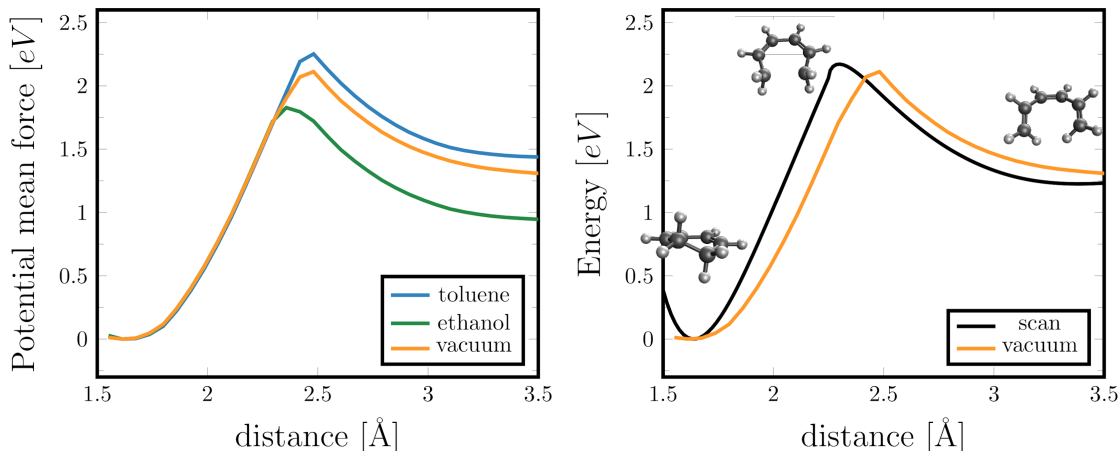 Potential mean force [eV]
2.5
2
1.5
1
0.5
0
toluene
ethanol
vacuum
1.5 2 2.5 3 3.5
distance [Å]
Energy [eV]
2.5
2
1.5
1
0.5
0
scan
vacuum
1.5 2 2.5 3 3.5
distance [Å]